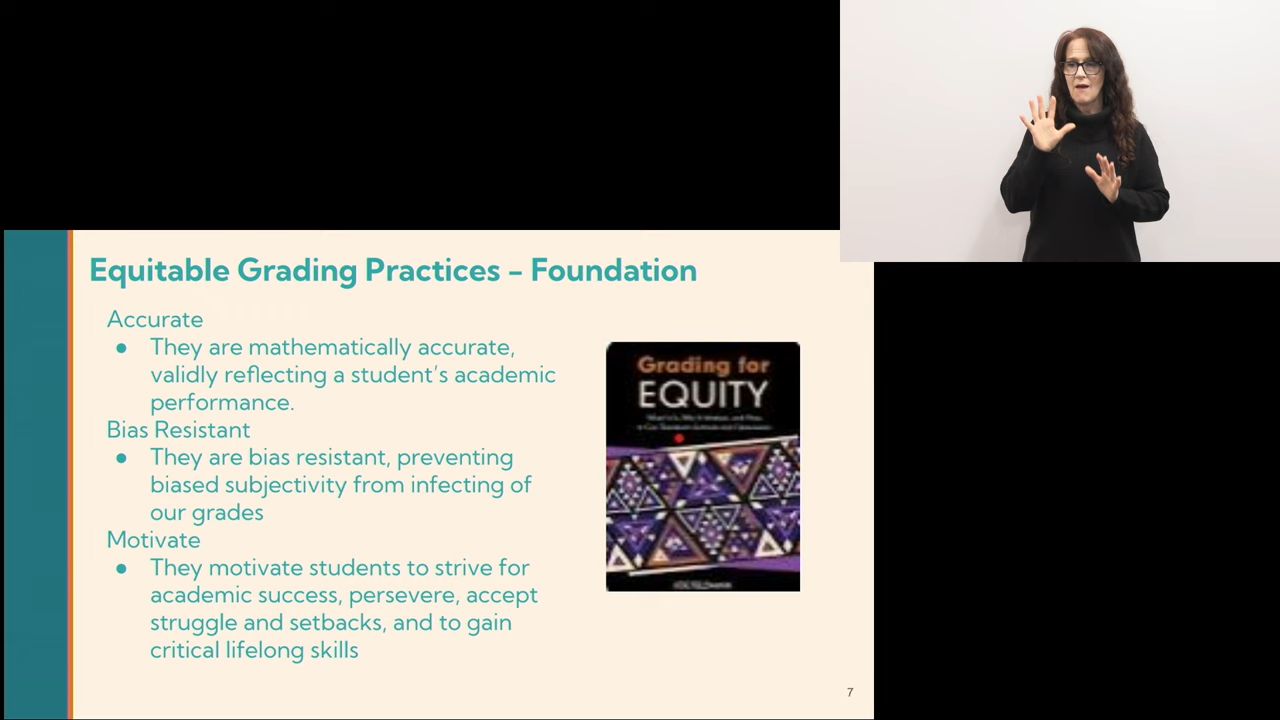 Equitable Grading Practices – Foundation
Accurate
● They are mathematically accurate,
validly reflecting a student's academic
performance.
Bias Resistant
● They are bias resistant, preventing
biased subjectivity from infecting of
our grades
Motivate
● They motivate students to strive for
academic success, persevere, accept
struggle and setbacks, and to gain
critical lifelong skills
Grading for
EQUITY
7